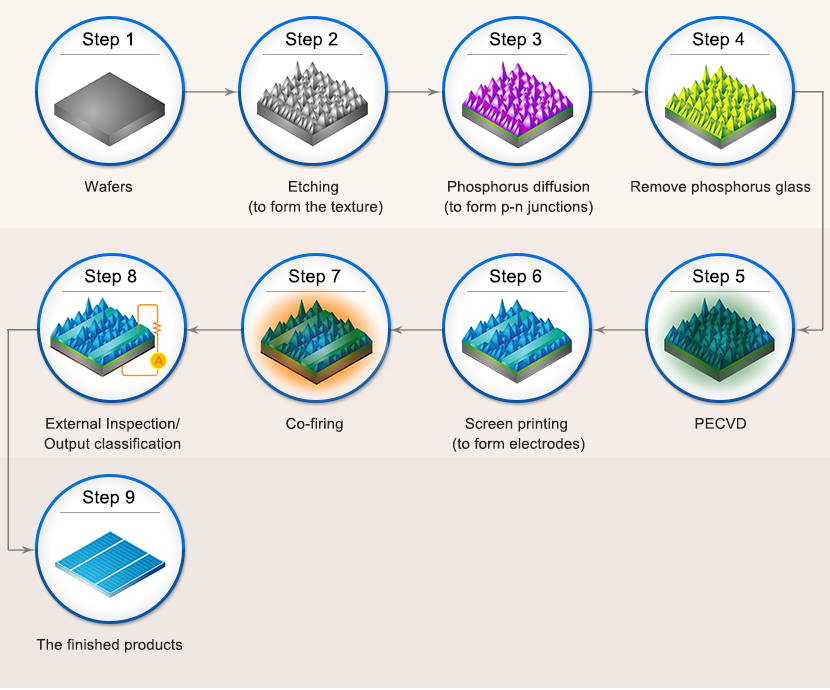 Step 1
Wafers
Step 2
Etching
(to form the texture)
Step 3
Phosphorus diffusion
(to form p-n junctions)
Step 4
Remove phosphorus glass
Step 5
PECVD
Step 6
Screen printing
(to form electrodes)
Step 7
Co-firing
Step 8
A
External Inspection/
Output classification
Step 9
The finished products